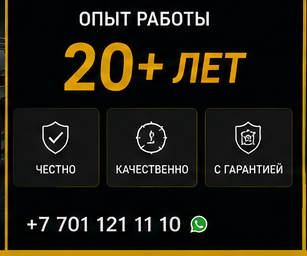 ОПЫТ РАБОТЫ
20+ ЛЕТ
ЧЕСТНО
КАЧЕСТВЕННО
С ГАРАНТИЕЙ
+7 701 121 11 10